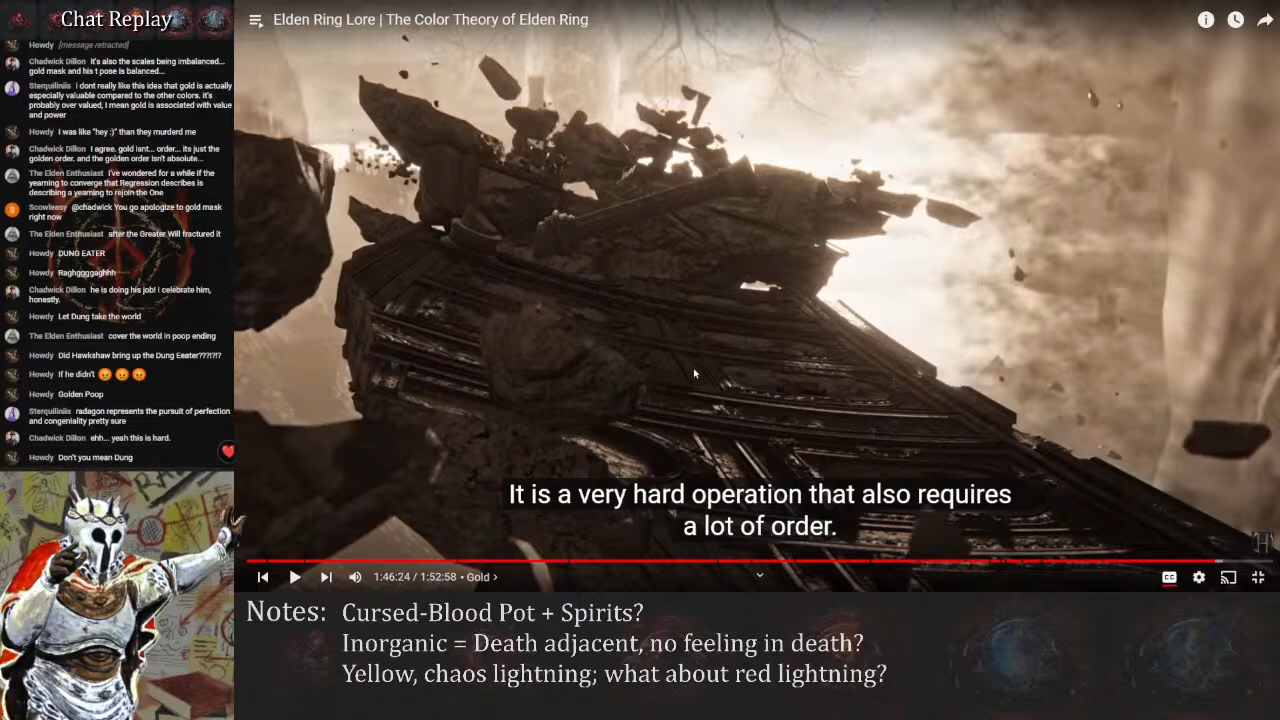 Chat Replay
Howdy [message retracted]
Chadwick Dillon it's also the scales being imbalanced...
gold mask and his t pose is balanced...
Sterquiliniis I dont really like this idea that gold is actually
especially valuable compared to the other colors. it's
probably over valued, I mean gold is associated with value
and power
Howdy I was like "hey :)" than they murderd me
Chadwick Dillon I agree. gold isnt... order... its just the
golden order. and the golden order isn't absolute...
The Elden Enthusiast I've wondered for a while if the
yearning to converge that Regression describes is
describing a yearning to rejoin the One
Scowleasy @chadwick You go apologize to gold mask
right now
The Elden Enthusiast after the Greater Will fractured it
Howdy DUNG EATER
Howdy Raghggggaghhh
Chadwick Dillon he is doing his job! I celebrate him,
honestly.
Howdy Let Dung take the world
The Elden Enthusiast cover the world in poop ending
Howdy Did Hawkshaw bring up the Dung Eeater???!?!?
Howdy If he didn't 😡 😡 😡
Howdy Golden Poop
Sterquiliniis radagon represents the pursuit of perfection
and congeniality pretty sure
Chadwick Dillon ehh... yeah this is hard.
Howdy Don't you mean Dung
Elden Ring Lore | The Color Theory of Elden Ring
It is a very hard operation that also requires
a lot of order.
1:46:24 / 1:52:58 • Gold ›
CC
Notes: Cursed-Blood Pot + Spirits?
Inorganic = Death adjacent, no feeling in death?
Yellow, chaos lightning; what about red lightning?